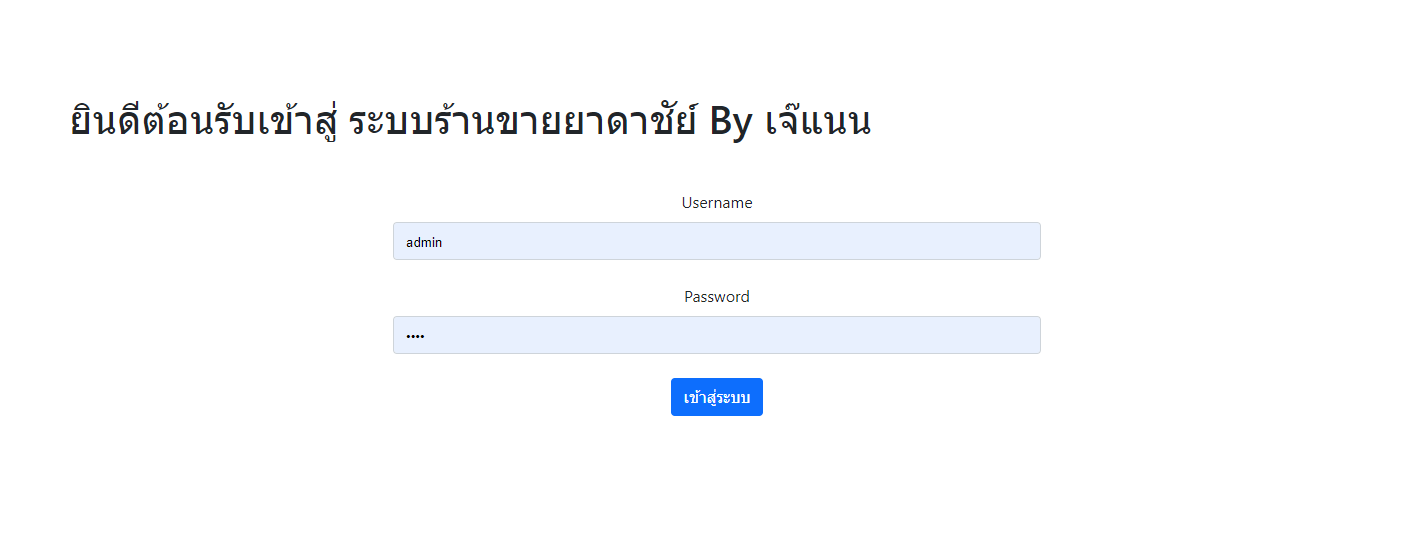 ยินดีต้อนรับเข้าสู่ ระบบร้านขายยาดาชัย์ By เจ๊แนน
Username
admin
Password
••••
เข้าสู่ระบบ